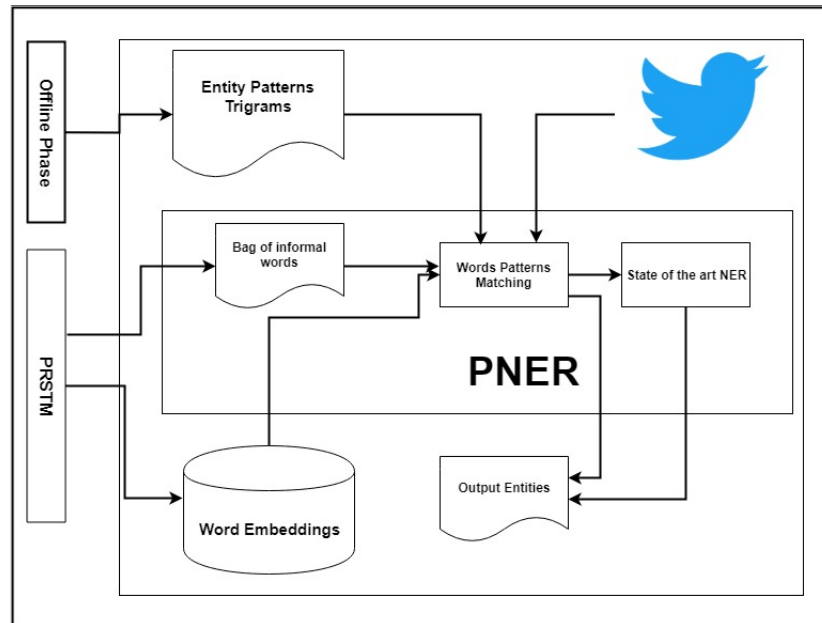 Offline Phase
Entity Patterns
Trigrams
PRSTM
Bag of informal
words
Words Patterns
Matching
State of the art NER
PNER
Word Embeddings
Output Entities